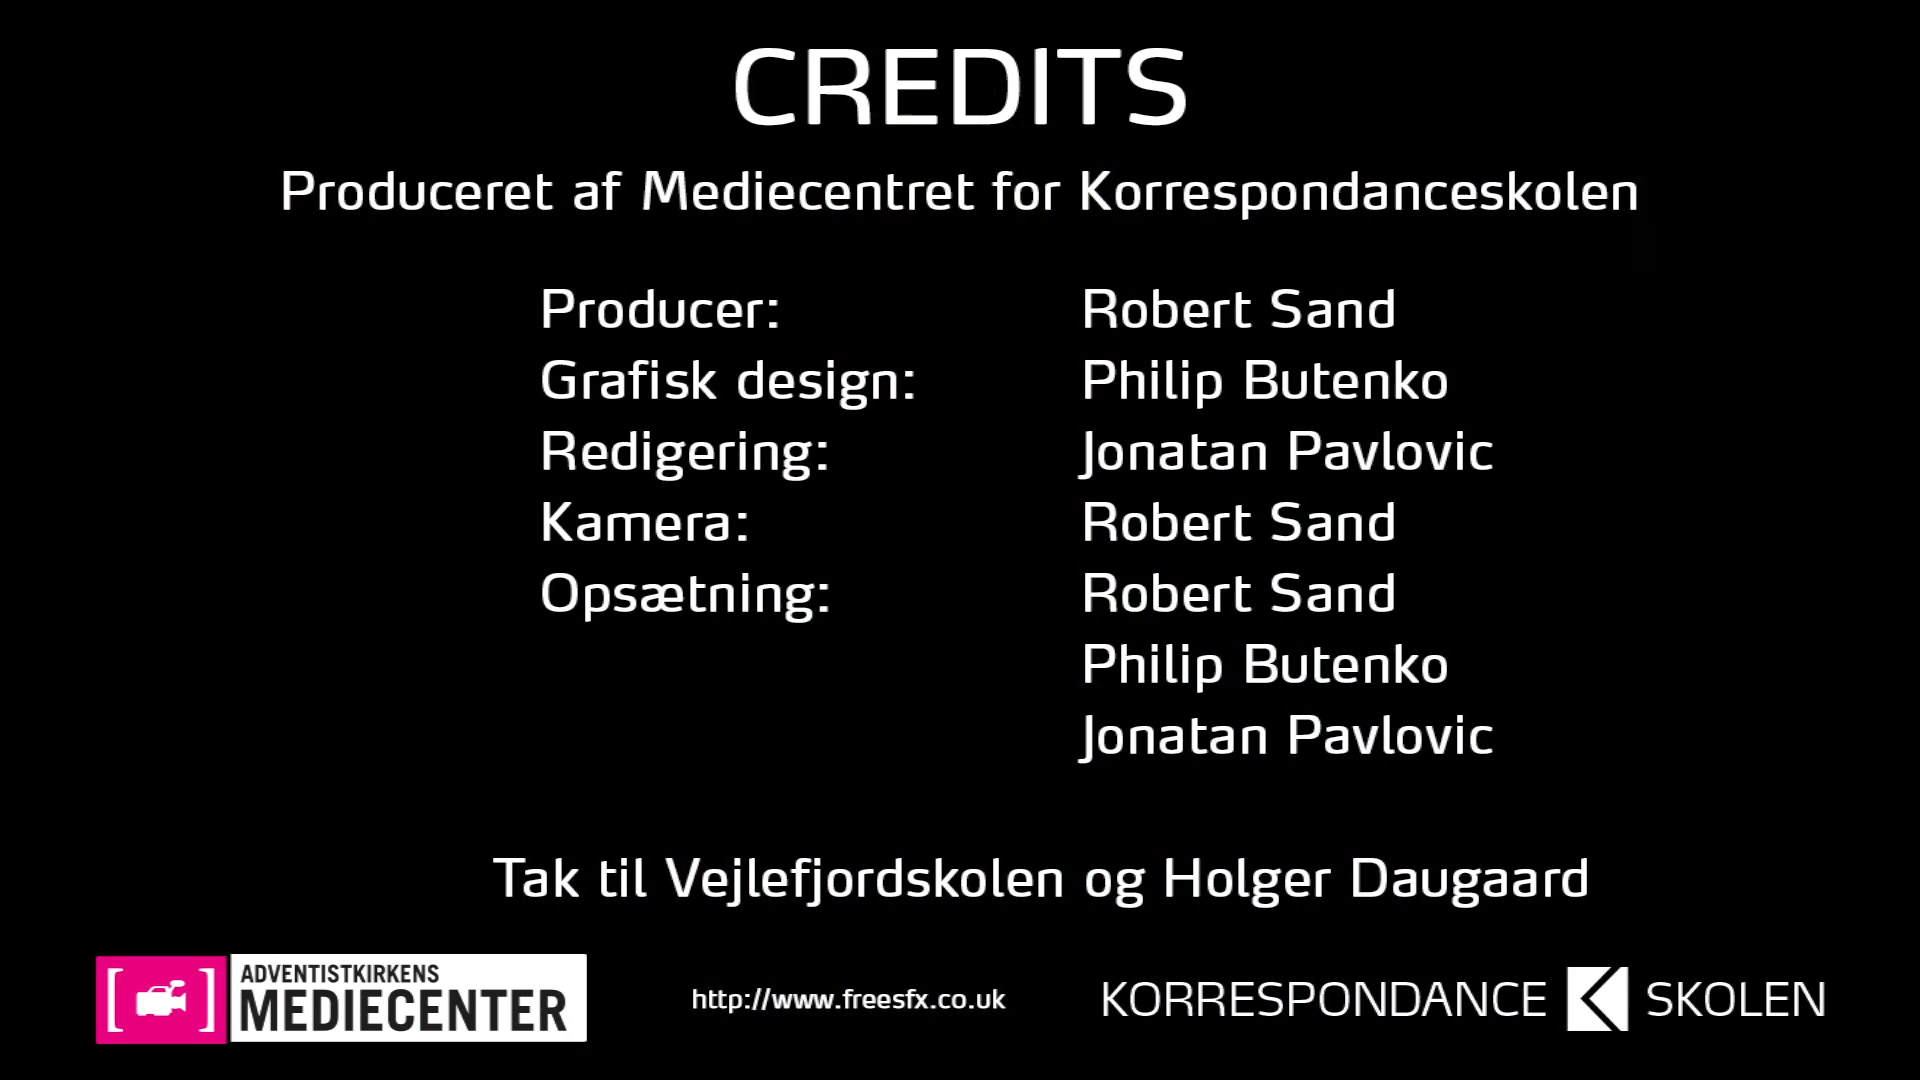 CREDITS
Produceret af Mediecentret for Korrespondanceskolen
Producer: Robert Sand
Grafisk design: Philip Butenko
Redigering: Jonatan Pavlovic
Kamera: Robert Sand
Opsætning: Robert Sand
Philip Butenko
Jonatan Pavlovic
Tak til Vejlefjordskolen og Holger Daugaard
ADVENTISTKIRKENS
MEDIECENTER
http://www.freesfx.co.uk
KORRESPONDANCE SKOLEN